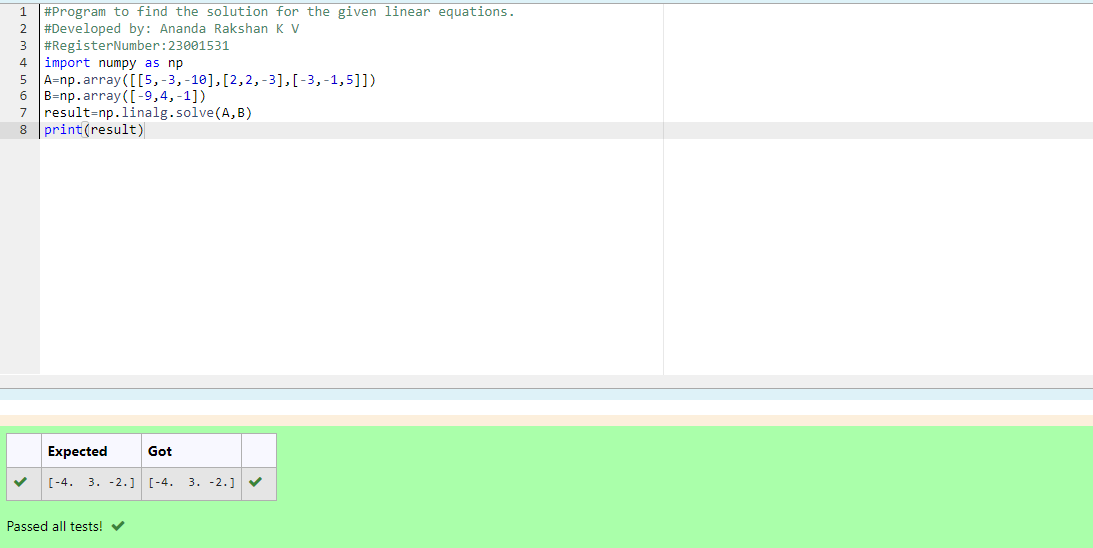 1 #Program to find the solution for the given linear equations.
2 #Developed by: Ananda Rakshan K V
3 #RegisterNumber:23001531
4 import numpy as np
5 A=np.array([[5,-3,-10],[2,2,-3],[-3,-1,5]])
6 B=np.array([-9,4,-1])
7 result=np.linalg.solve(A,B)
8 print(result)
Expected Got
[-4. 3. -2.] [-4. 3. -2.]
Passed all tests!